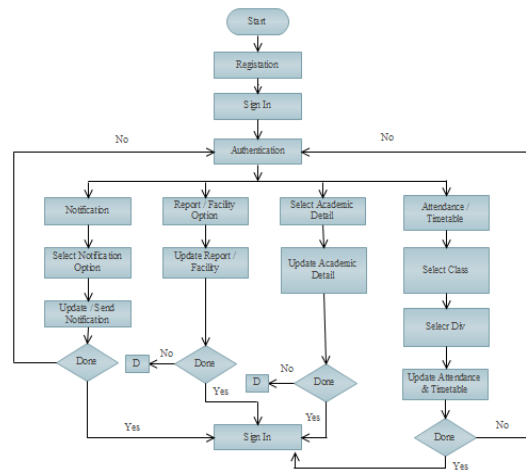 Start
Registation
Sign In
No
No
Authentication
Notification
Report / Facility
Option
Select Academic
Detail
Attendance /
Timetable
Select Notification
Option
Update Report /
Facility
Update Academic
Detail
Select Class
Update / Send
Notification
Selecr Div
Done
D
No
Done
D
No
Done
Update Attendance
& Timetable
Yes
Yes
Yes
Sign In
Done
No
Yes